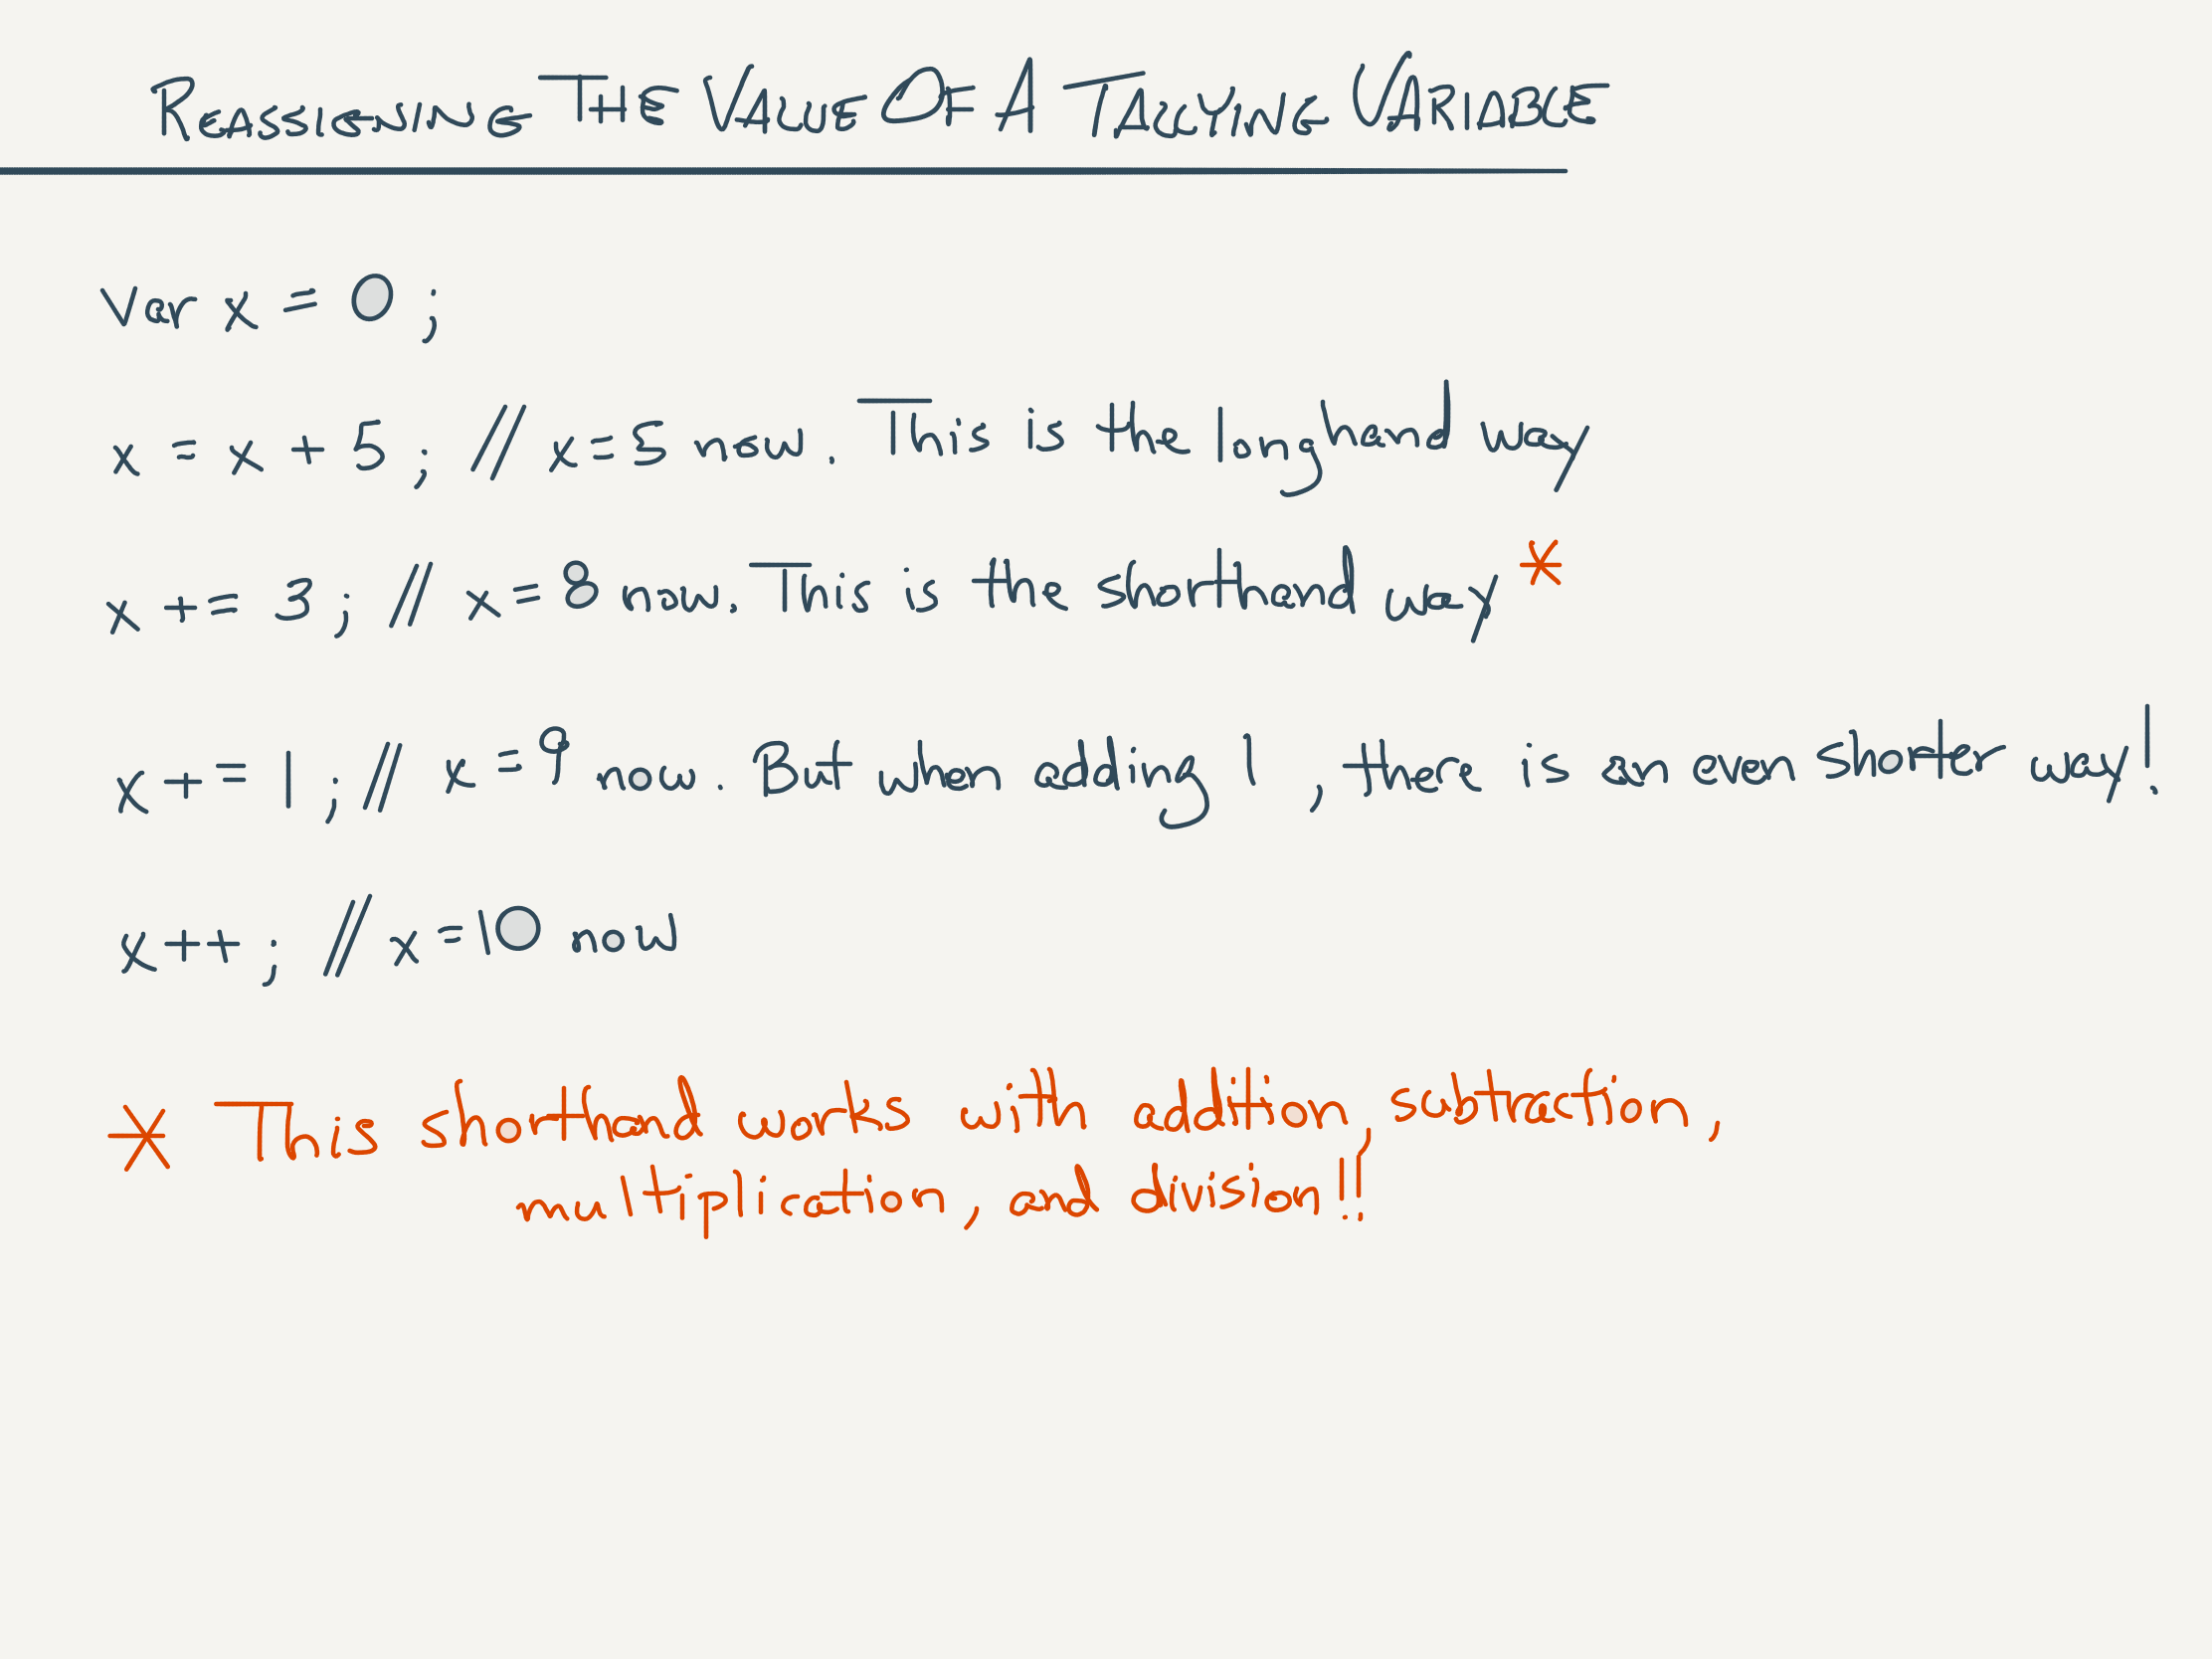 REASSIGNING THE VALUE OF A TALLYING VARIABLE
Var x = 0 ;
x = x + 5 ; // x = 5 now. This is the longhand way
x += 3 ; // x = 8 now. This is the shorthand way *
x += 1 ; // x = 9 now. But when adding 1 , there is an even shorter way!
x++ ; // x = 10 now
* This shorthand works with addition, subtraction,
multiplication, and division!!